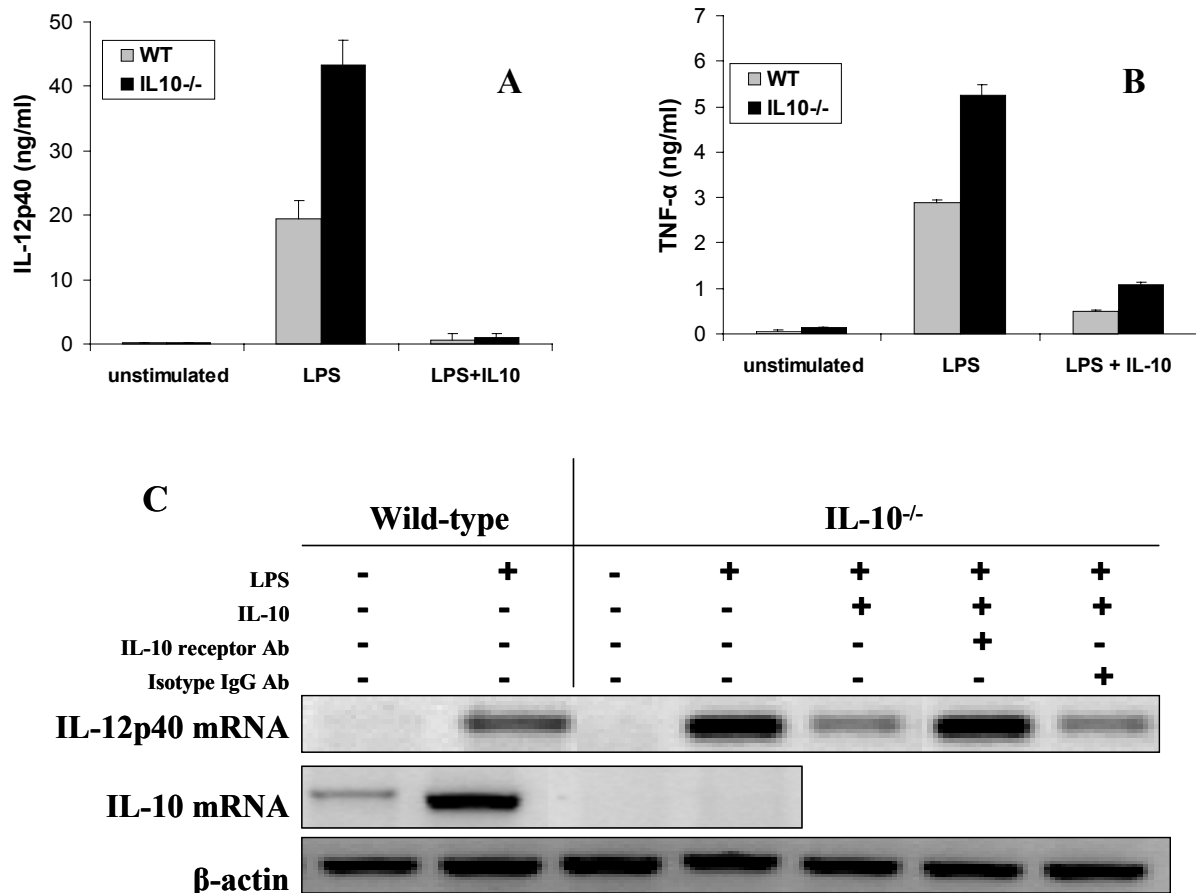 50
40
30
20
10
0
IL-12p40 (ng/ml)
WT
IL10-/-
A
unstimulated LPS LPS+IL10
7
6
5
4
3
2
1
0
TNF-α (ng/ml)
WT
IL10-/-
B
unstimulated LPS LPS + IL-10
C
Wild-type IL-10-/-
LPS - + - + + + +
IL-10 - - - - + + +
IL-10 receptor Ab - - - - - + -
Isotype IgG Ab - - - - - - +
IL-12p40 mRNA
IL-10 mRNA
β-actin